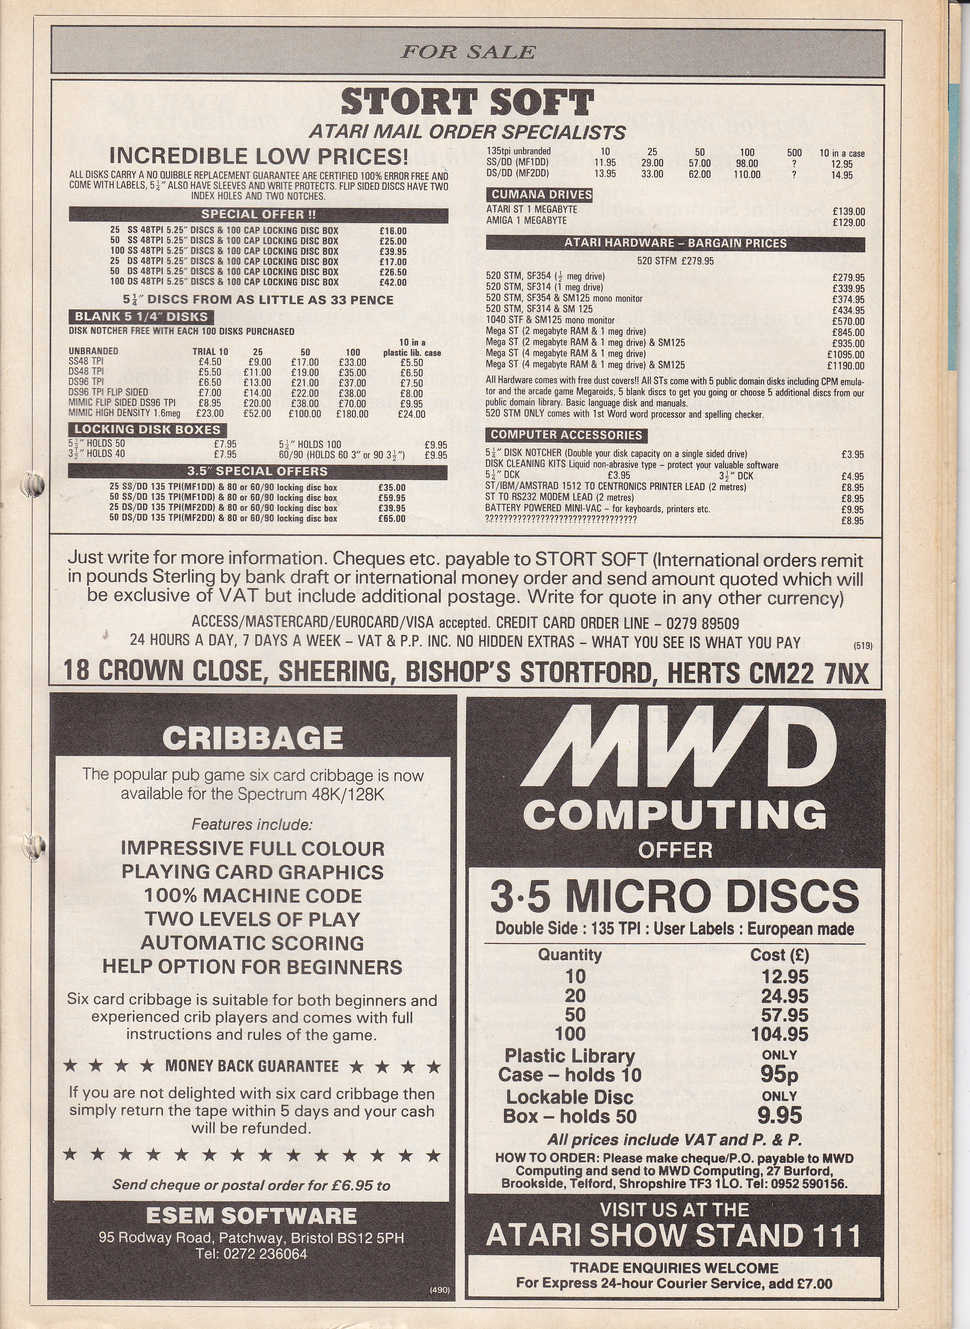 FOR SALE
STORT SOFT
ATARI MAIL ORDER SPECIALISTS
INCREDIBLE LOW PRICES!
ALL DISKS CARRY A NO QUIBBLE REPLACEMENT GUARANTEE ARE CERTIFIED 100% ERROR FREE AND
COME WITH LABELS, 5¼″ ALSO HAVE SLEEVES AND WRITE PROTECTS. FLIP SIDED DISCS HAVE TWO
INDEX HOLES AND TWO NOTCHES.
SPECIAL OFFER !!
25 SS 48TPI 5.25″ DISCS & 100 CAP LOCKING DISC BOX £16.00
50 SS 48TPI 5.25″ DISCS & 100 CAP LOCKING DISC BOX £25.00
100 SS 48TPI 5.25″ DISCS & 100 CAP LOCKING DISC BOX £39.95
25 DS 48TPI 5.25″ DISCS & 100 CAP LOCKING DISC BOX £17.00
50 DS 48TPI 5.25″ DISCS & 100 CAP LOCKING DISC BOX £26.50
100 DS 48TPI 5.25″ DISCS & 100 CAP LOCKING DISC BOX £42.00
5¼″ DISCS FROM AS LITTLE AS 33 PENCE
BLANK 5 1/4″ DISKS
DISK NOTCHER FREE WITH EACH 100 DISKS PURCHASED
10 in a
UNBRANDED TRIAL 10 25 50 100 plastic lib. case
SS48 TPI £4.50 £9.00 £17.00 £33.00 £5.50
DS48 TPI £5.50 £11.00 £19.00 £35.00 £6.50
DS96 TPI £6.50 £13.00 £21.00 £37.00 £7.50
DS96 TPI FLIP SIDED £7.00 £14.00 £22.00 £38.00 £8.00
MIMIC FLIP SIDED DS96 TPI £8.95 £20.00 £38.00 £70.00 £9.95
MIMIC HIGH DENSITY 1.6meg £23.00 £52.00 £100.00 £180.00 £24.00
LOCKING DISK BOXES
5¼″ HOLDS 50 £7.95 5¼″ HOLDS 100 £9.95
3½″ HOLDS 40 £7.95 60/90 (HOLDS 60 3″ or 90 3½″) £9.95
3.5″ SPECIAL OFFERS
25 SS/DD 135 TPI(MF1DD) & 80 or 60/90 locking disc box £35.00
50 SS/DD 135 TPI(MF1DD) & 80 or 60/90 locking disc box £59.95
25 DS/DD 135 TPI(MF2DD) & 80 or 60/90 locking disc box £39.95
50 DS/DD 135 TPI(MF2DD) & 80 or 60/90 locking disc box £65.00
135tpi unbranded 10 25 50 100 500 10 in a case
SS/DD (MF1DD) 11.95 29.00 57.00 98.00 ? 12.95
DS/DD (MF2DD) 13.95 33.00 62.00 110.00 ? 14.95
CUMANA DRIVES
ATARI ST 1 MEGABYTE £139.00
AMIGA 1 MEGABYTE £129.00
ATARI HARDWARE – BARGAIN PRICES
520 STFM £279.95
520 STM, SF354 (½ meg drive) £279.95
520 STM, SF314 (1 meg drive) £339.95
520 STM, SF354 & SM125 mono monitor £374.95
520 STM, SF314 & SM 125 £434.95
1040 STF & SM125 mono monitor £570.00
Mega ST (2 megabyte RAM & 1 meg drive) £845.00
Mega ST (2 megabyte RAM & 1 meg drive) & SM125 £935.00
Mega ST (4 megabyte RAM & 1 meg drive) £1095.00
Mega ST (4 megabyte RAM & 1 meg drive) & SM125 £1190.00
All Hardware comes with free dust covers!! All STs come with 5 public domain disks including CPM emula-
tor and the arcade game Megaroids, 5 blank discs to get you going or choose 5 additional discs from our
public domain library. Basic language disk and manuals.
520 STM ONLY comes with 1st Word word processor and spelling checker.
COMPUTER ACCESSORIES
5¼″ DISK NOTCHER (Double your disk capacity on a single sided drive) £3.95
DISK CLEANING KITS Liquid non-abrasive type – protect your valuable software
5¼″ DCK £3.95 3½″ DCK £4.95
ST/IBM/AMSTRAD 1512 TO CENTRONICS PRINTER LEAD (2 metres) £8.95
ST TO RS232 MODEM LEAD (2 metres) £8.95
BATTERY POWERED MINI-VAC – for keyboards, printers etc. £9.95
????????????????????????????????? £8.95
Just write for more information. Cheques etc. payable to STORT SOFT (International orders remit
in pounds Sterling by bank draft or international money order and send amount quoted which will
be exclusive of VAT but include additional postage. Write for quote in any other currency)
ACCESS/MASTERCARD/EUROCARD/VISA accepted. CREDIT CARD ORDER LINE – 0279 89509
24 HOURS A DAY, 7 DAYS A WEEK – VAT & P.P. INC. NO HIDDEN EXTRAS – WHAT YOU SEE IS WHAT YOU PAY (519)
18 CROWN CLOSE, SHEERING, BISHOP'S STORTFORD, HERTS CM22 7NX
CRIBBAGE
The popular pub game six card cribbage is now
available for the Spectrum 48K/128K
Features include:
IMPRESSIVE FULL COLOUR
PLAYING CARD GRAPHICS
100% MACHINE CODE
TWO LEVELS OF PLAY
AUTOMATIC SCORING
HELP OPTION FOR BEGINNERS
Six card cribbage is suitable for both beginners and
experienced crib players and comes with full
instructions and rules of the game.
★ ★ ★ ★ MONEY BACK GUARANTEE ★ ★ ★ ★
If you are not delighted with six card cribbage then
simply return the tape within 5 days and your cash
will be refunded.
★ ★ ★ ★ ★ ★ ★ ★ ★ ★ ★ ★ ★ ★
Send cheque or postal order for £6.95 to
ESEM SOFTWARE
95 Rodway Road, Patchway, Bristol BS12 5PH
Tel: 0272 236064
(490)
MWD
COMPUTING
OFFER
3·5 MICRO DISCS
Double Side : 135 TPI : User Labels : European made
Quantity Cost (£)
10 12.95
20 24.95
50 57.95
100 104.95
Plastic Library ONLY
Case – holds 10 95p
Lockable Disc ONLY
Box – holds 50 9.95
All prices include VAT and P. & P.
HOW TO ORDER: Please make cheque/P.O. payable to MWD
Computing and send to MWD Computing, 27 Burford,
Brookside, Telford, Shropshire TF3 1LO. Tel: 0952 590156.
VISIT US AT THE
ATARI SHOW STAND 111
TRADE ENQUIRIES WELCOME
For Express 24-hour Courier Service, add £7.00